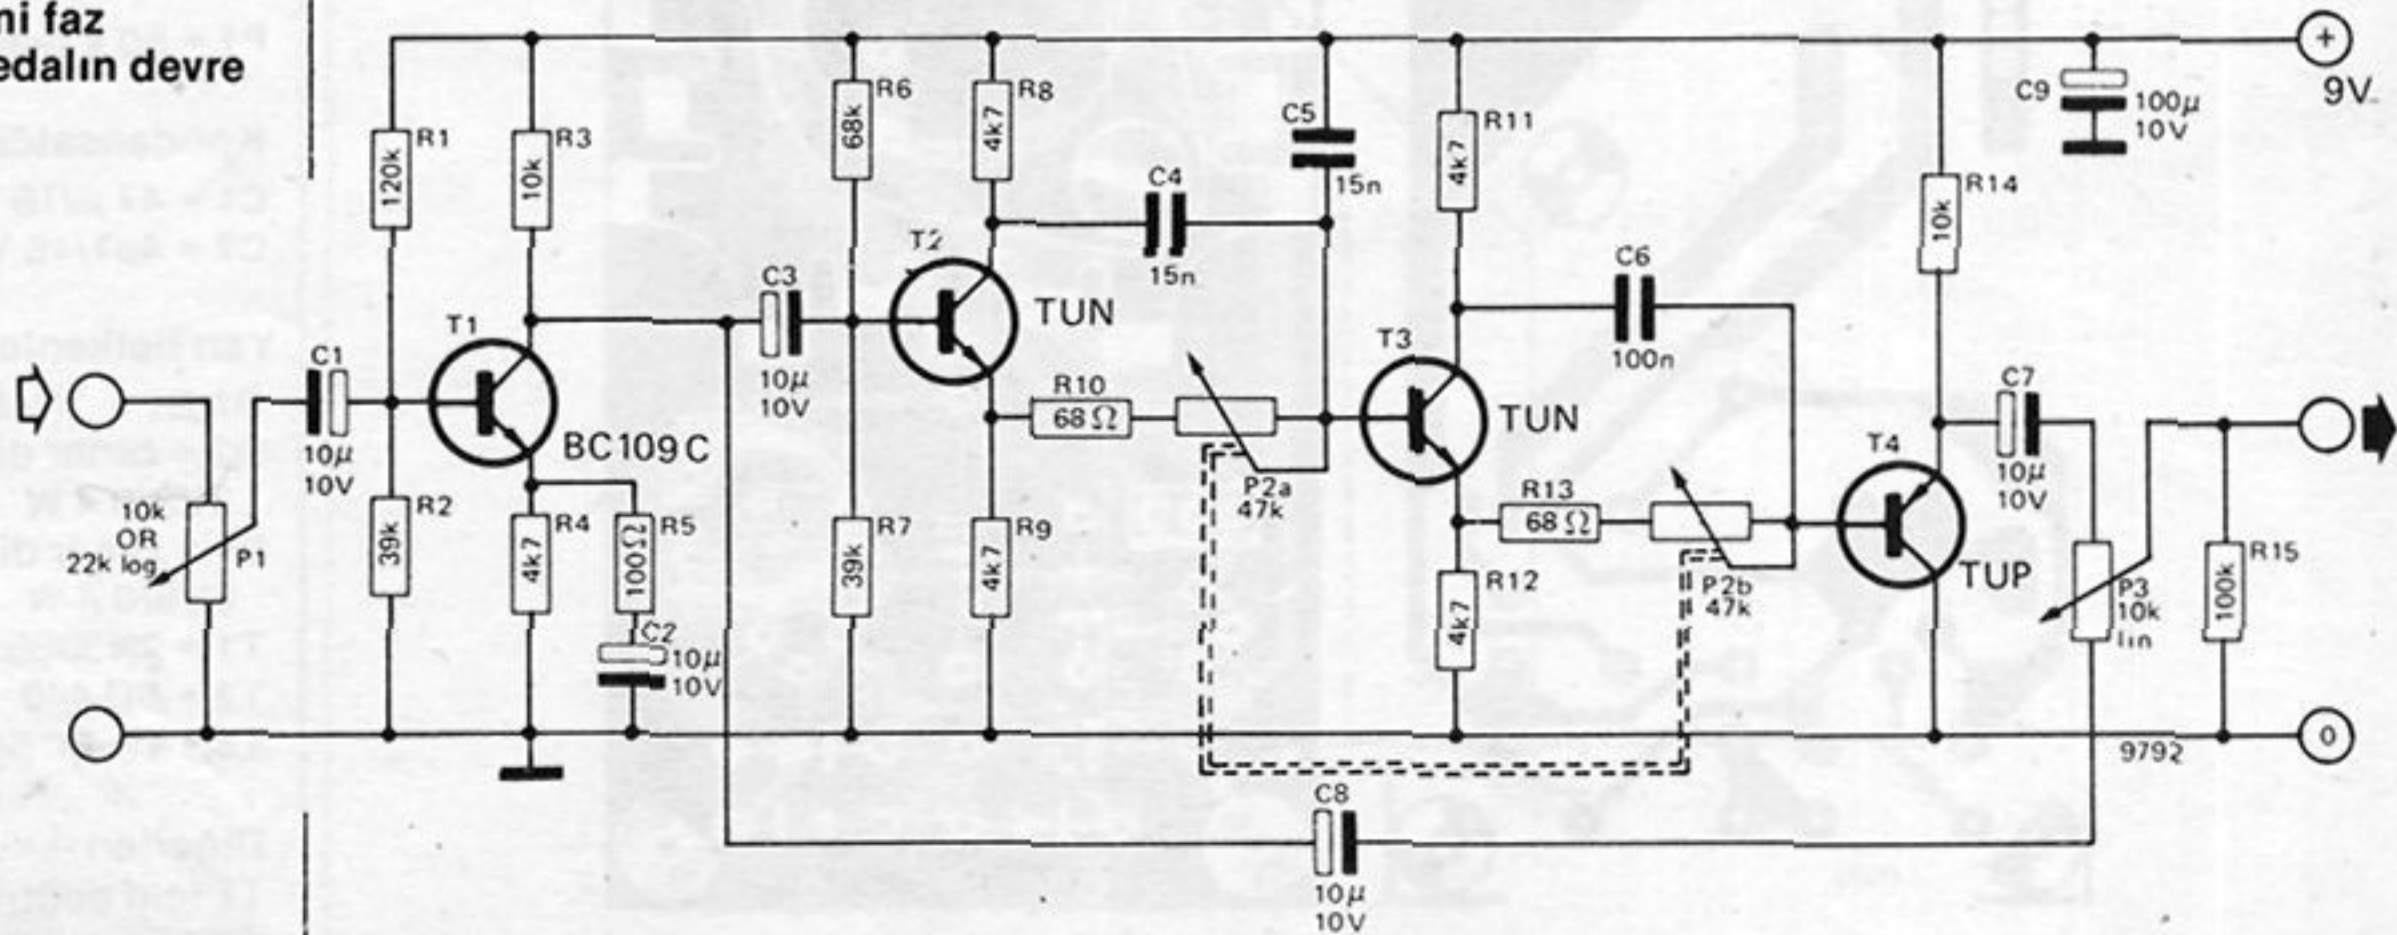 ni faz
edalın devre
+
9V
R1
120k
R3
10k
R6
68k
R8
4k7
C5
15n
C4
15n
R11
4k7
C9
100µ
10V
R14
10k
T1
BC109C
C1
10µ
10V
10k
OR
22k log
P1
R2
39k
R4
4k7
R5
100Ω
C2
10µ
10V
C3
10µ
10V
T2
TUN
R7
39k
R9
4k7
R10
68Ω
P2a
47k
T3
TUN
C6
100n
R13
68Ω
P2b
47k
R12
4k7
T4
TUP
C7
10µ
10V
P3
10k
lin
R15
100k
0
9792
C8
10µ
10V